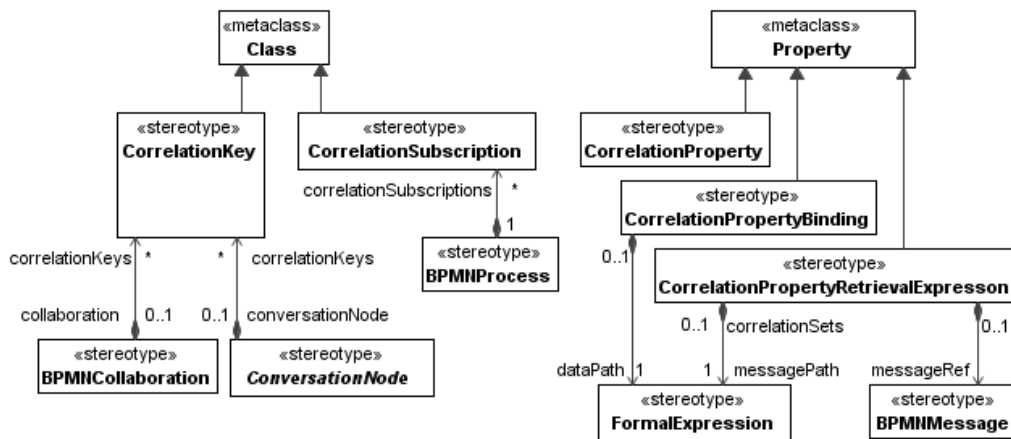 «metaclass»
Class
«metaclass»
Property
«stereotype»
CorrelationKey
«stereotype»
CorrelationSubscription
«stereotype»
CorrelationProperty
correlationSubscriptions *
1
«stereotype»
CorrelationPropertyBinding
0..1
«stereotype»
BPMNProcess
correlationKeys * * correlationKeys
«stereotype»
CorrelationPropertyRetrievalExpresson
collaboration 0..1 0..1 conversationNode
0..1 correlationSets 0..1
«stereotype»
BPMNCollaboration
«stereotype»
ConversationNode
dataPath 1 1 messagePath messageRef
«stereotype»
FormalExpression
«stereotype»
BPMNMessage